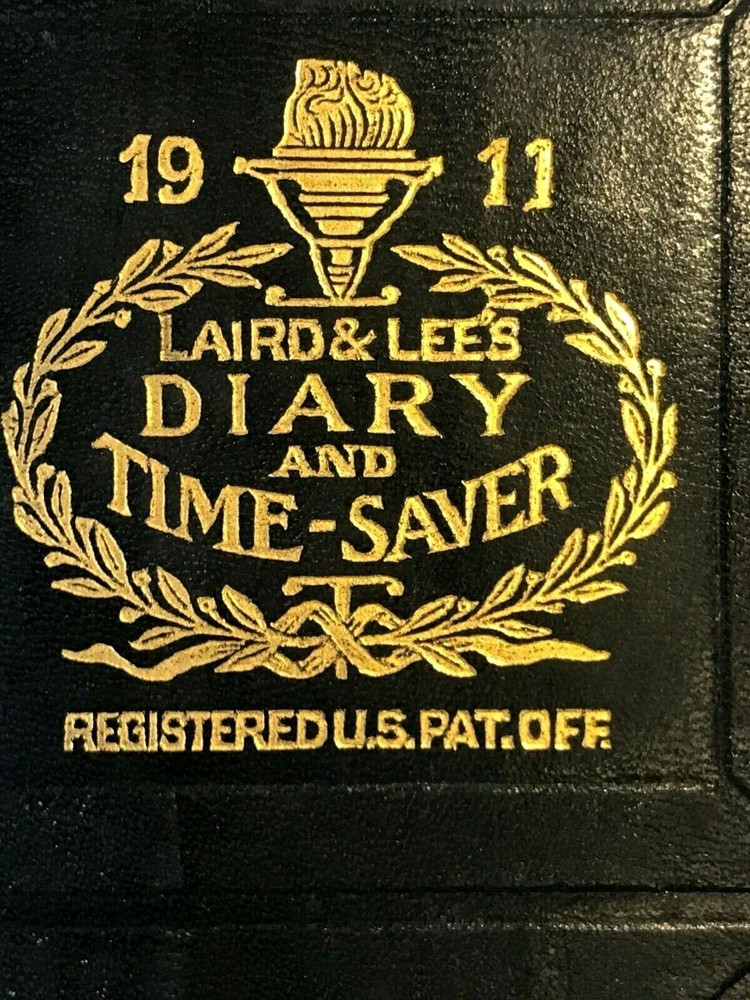 19 11
LAIRD & LEE'S
DIARY
AND
TIME-SAVER
REGISTERED U.S. PAT. OFF.